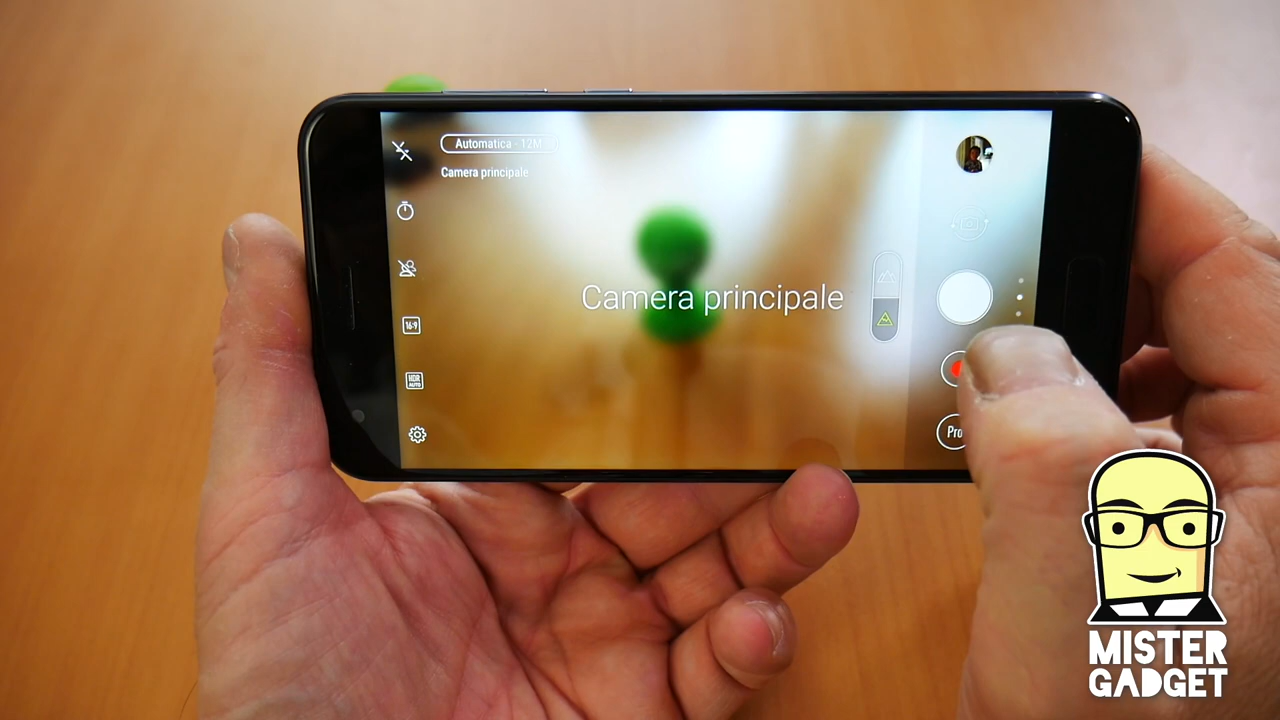 Automatica - 12M
Camera principale
Camera principale
16:9
HDR
AUTO
Pro
MISTER
GADGET